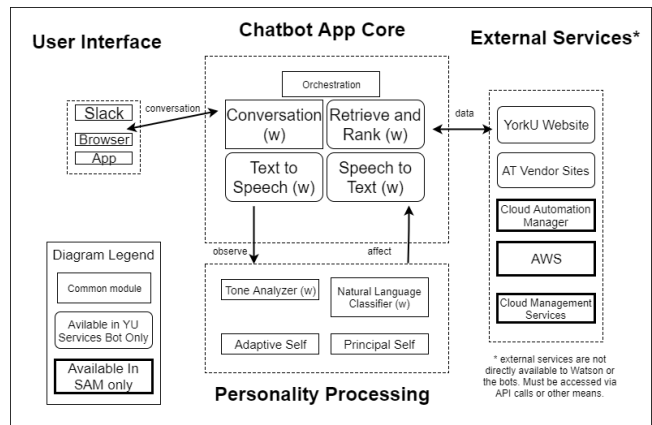 User Interface
Chatbot App Core
External Services*
Orchestration
Slack
Browser
App
conversation
Conversation
(w)
Retrieve and
Rank (w)
Text to
Speech (w)
Speech to
Text (w)
data
YorkU Website
AT Vendor Sites
Cloud Automation
Manager
AWS
Cloud Management
Services
observe
affect
Diagram Legend
Common module
Avilable in YU
Services Bot Only
Available In
SAM only
Tone Analyzer (w)
Natural Language
Classifier (w)
Adaptive Self
Principal Self
Personality Processing
* external services are not
directly available to Watson or
the bots. Must be accessed via
API calls or other means.